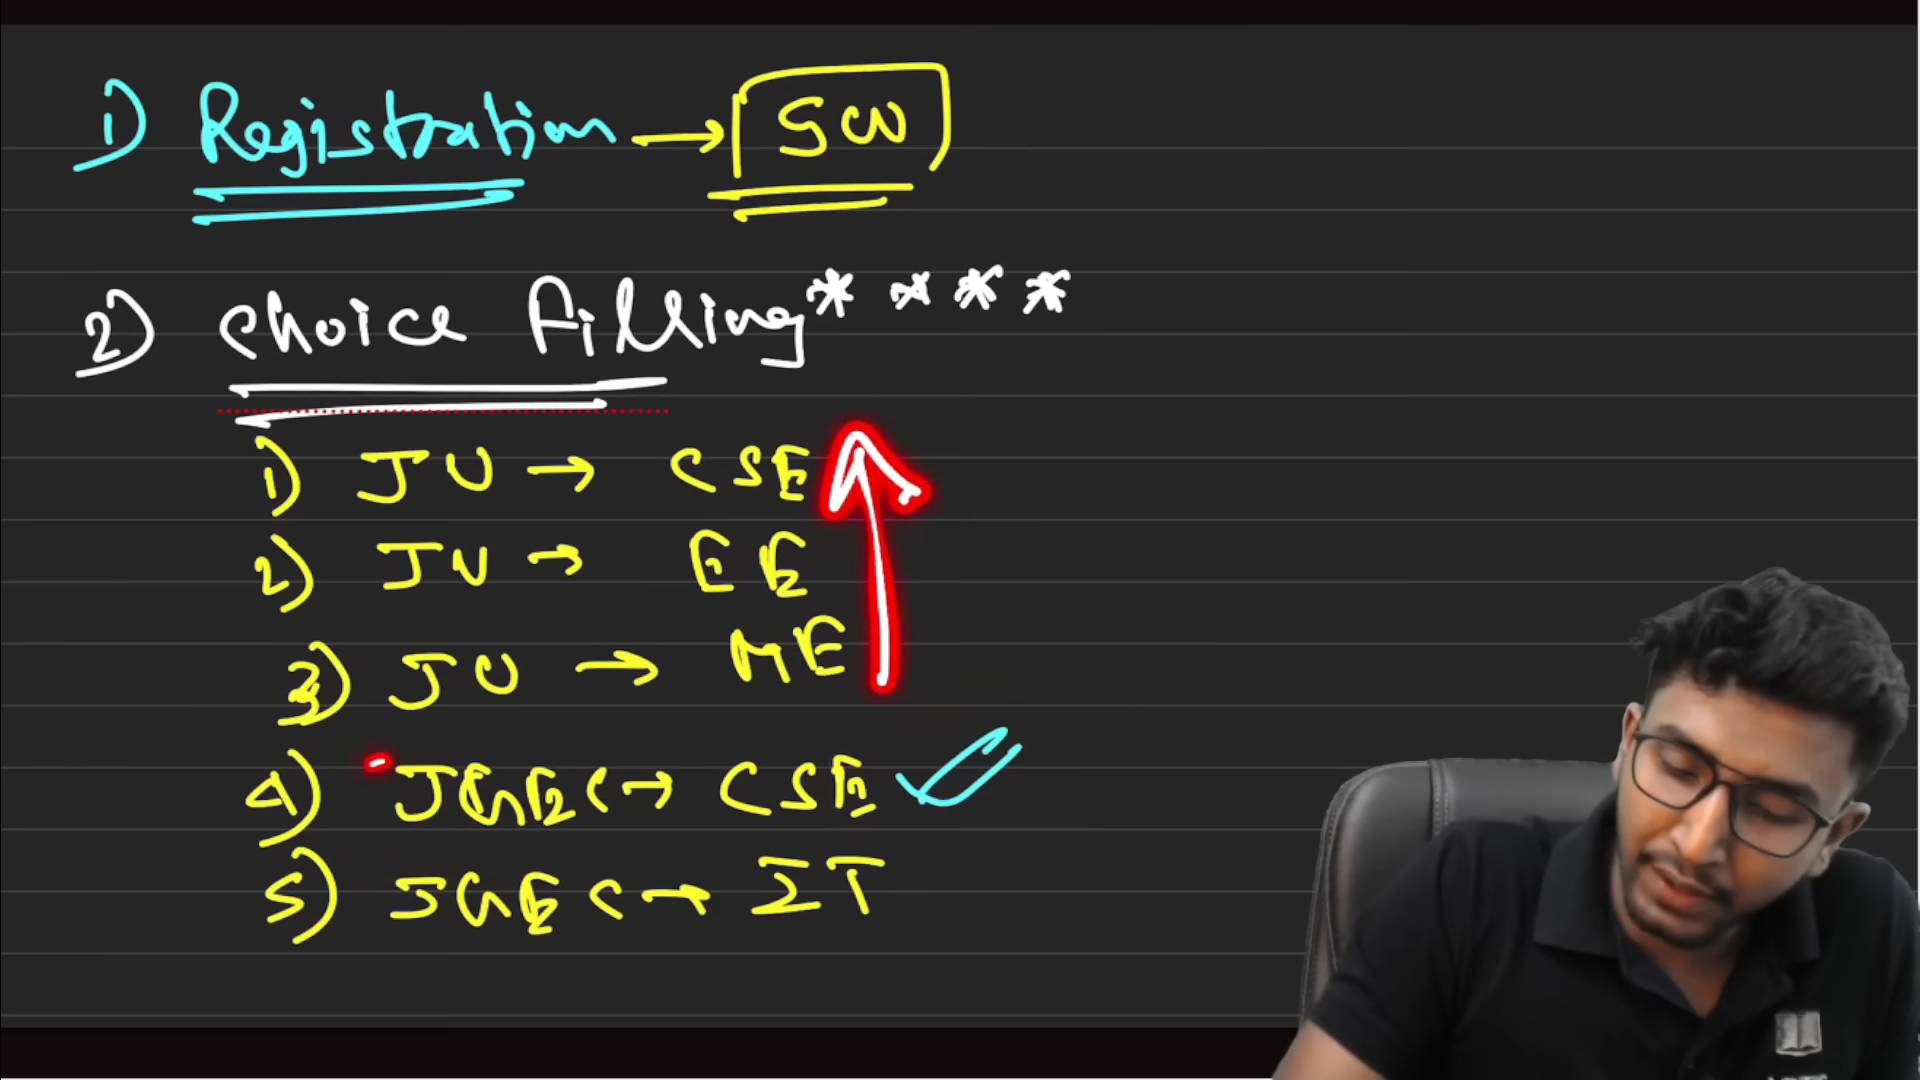 1) Registration → 500
2) Choice filling * * * *
1) JU → CSE
2) JU → EE
3) JU → ME
4) JGEC → CSE
5) JGEC → IT